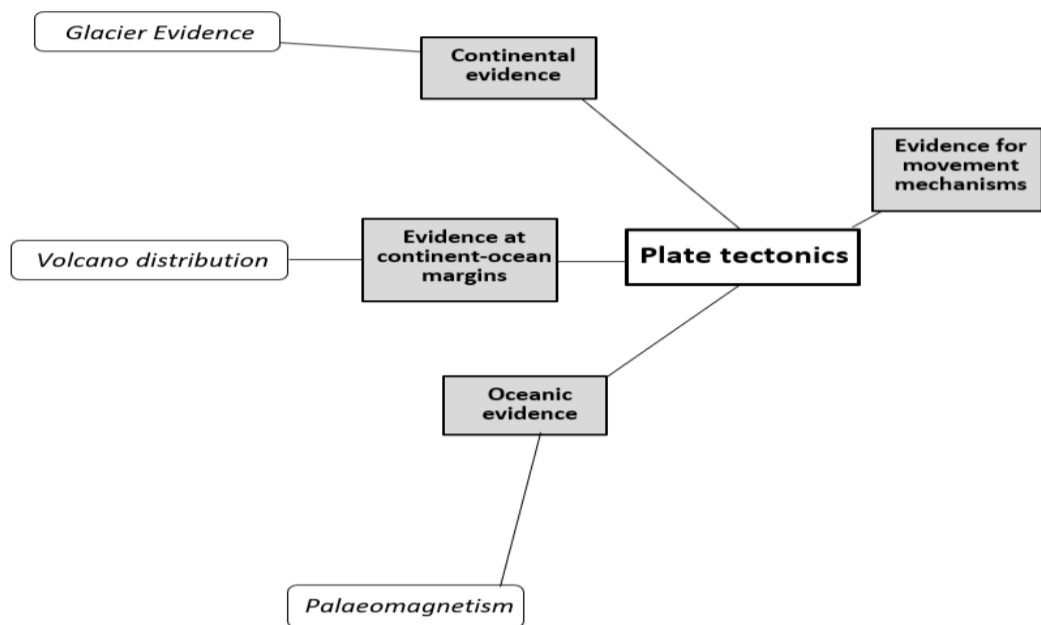 Glacier Evidence
Continental
evidence
Evidence for
movement
mechanisms
Volcano distribution
Evidence at
continent-ocean
margins
Plate tectonics
Oceanic
evidence
Palaeomagnetism